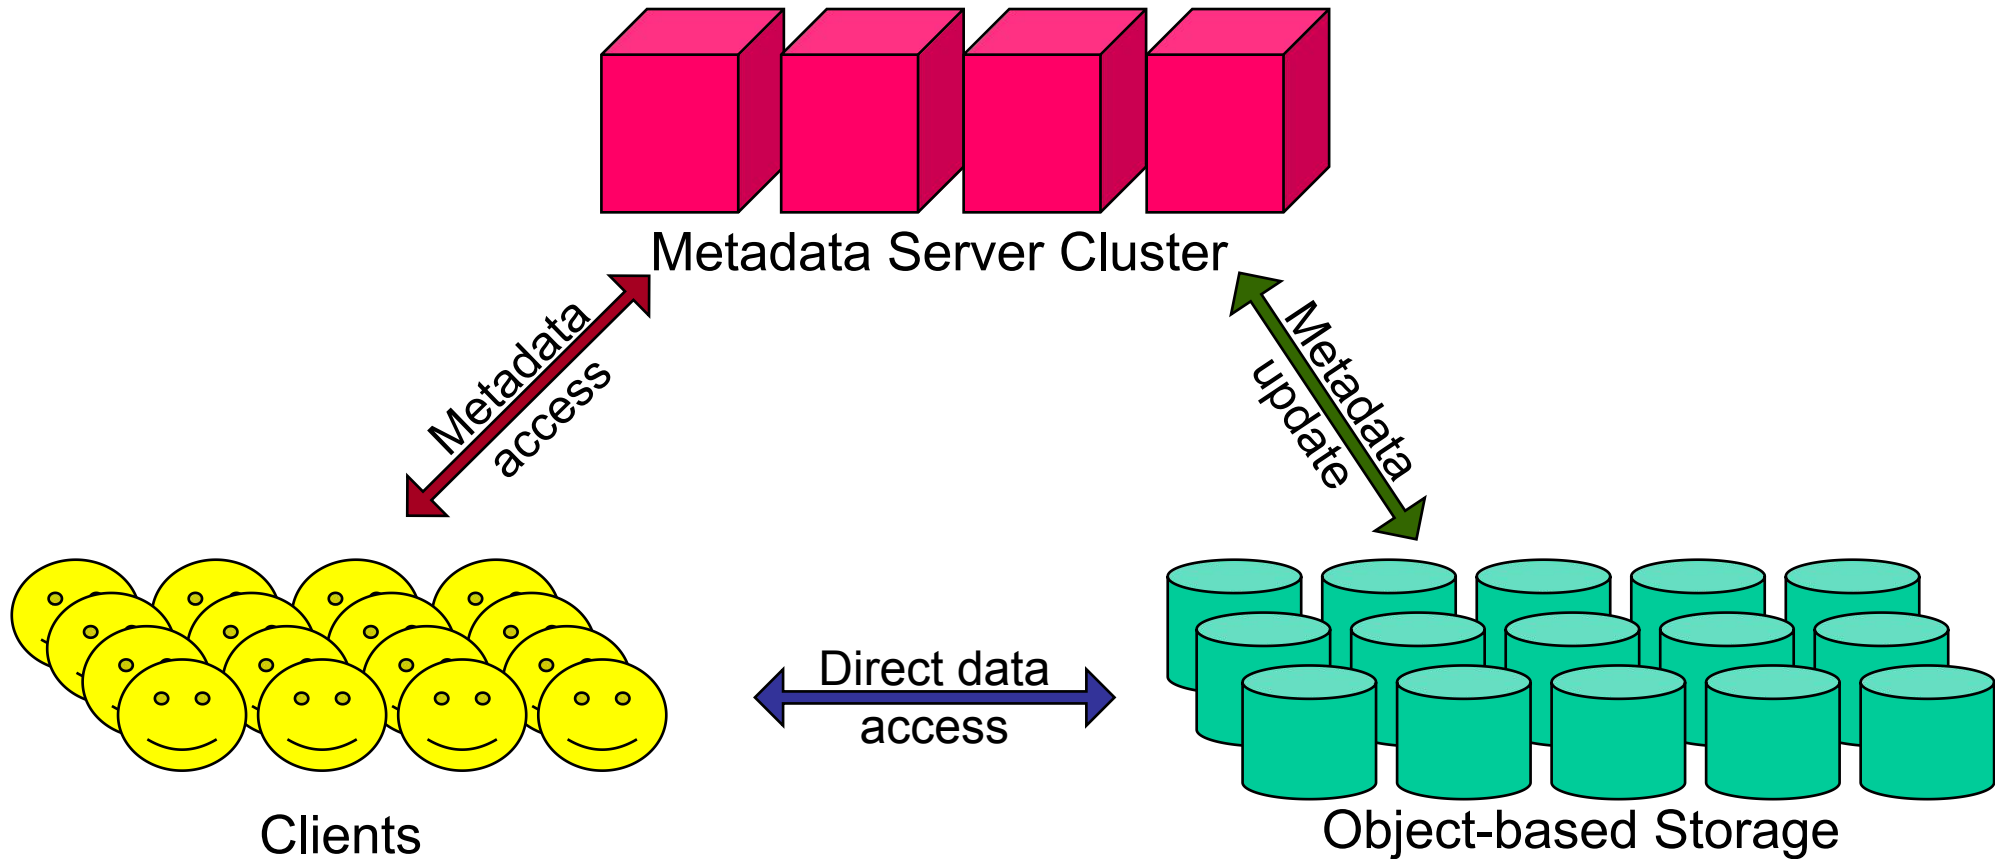 Metadata Server Cluster
Metadata
access
Metadata
update
Direct data
access
Clients
Object-based Storage